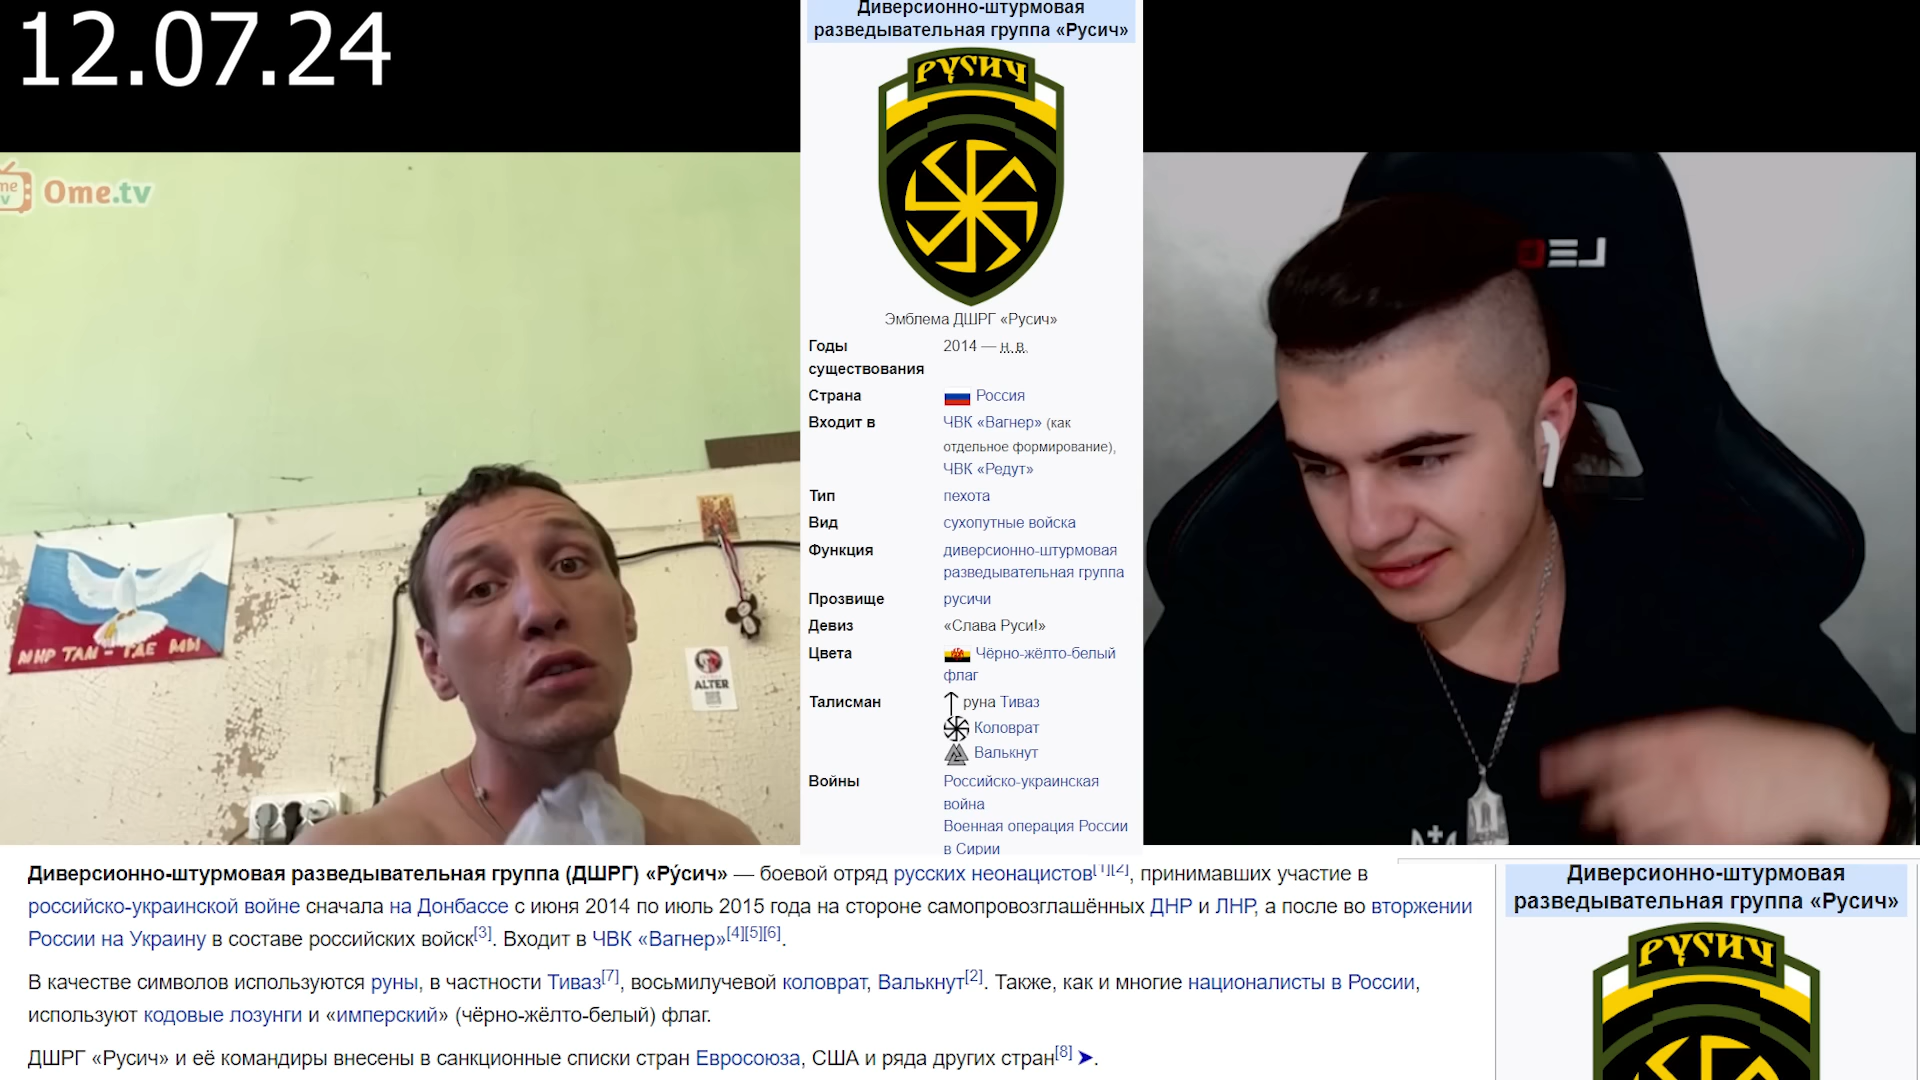 12.07.24
Ome.tv
МИР ТАМ - ГДЕ МЫ
ALTER
Диверсионно-штурмовая
разведывательная группа «Русич»
РУСИЧ
Эмблема ДШРГ «Русич»
Годы существования 2014 — н. в.
Страна Россия
Входит в ЧВК «Вагнер» (как
отдельное формирование),
ЧВК «Редут»
Тип пехота
Вид сухопутные войска
Функция диверсионно-штурмовая
разведывательная группа
Прозвище русичи
Девиз «Слава Руси!»
Цвета Чёрно-жёлто-белый
флаг
Талисман руна Тиваз
Коловрат
Валькнут
Войны Российско-украинская
война
Военная операция России
в Сирии
Диверсионно-штурмовая разведывательная группа (ДШРГ) «Ру́сич» — боевой отряд русских неонацистов[1][2], принимавших участие в
российско-украинской войне сначала на Донбассе с июня 2014 по июль 2015 года на стороне самопровозглашённых ДНР и ЛНР, а после во вторжении
России на Украину в составе российских войск[3]. Входит в ЧВК «Вагнер»[4][5][6].
В качестве символов используются руны, в частности Тиваз[7], восьмилучевой коловрат, Валькнут[2]. Также, как и многие националисты в России,
используют кодовые лозунги и «имперский» (чёрно-жёлто-белый) флаг.
ДШРГ «Русич» и её командиры внесены в санкционные списки стран Евросоюза, США и ряда других стран[8] ➤.
Диверсионно-штурмовая
разведывательная группа «Русич»
РУСИЧ